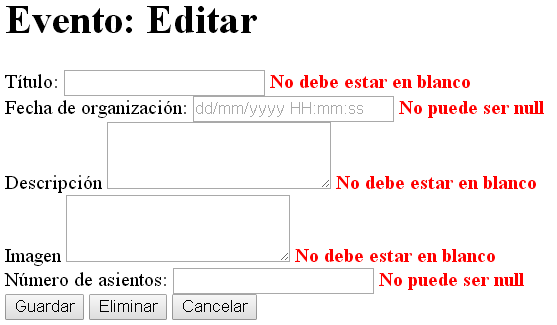 Evento: Editar
Título: No debe estar en blanco
Fecha de organización: dd/mm/yyyy HH:mm:ss No puede ser null
Descripción No debe estar en blanco
Imagen No debe estar en blanco
Número de asientos: No puede ser null
Guardar Eliminar Cancelar